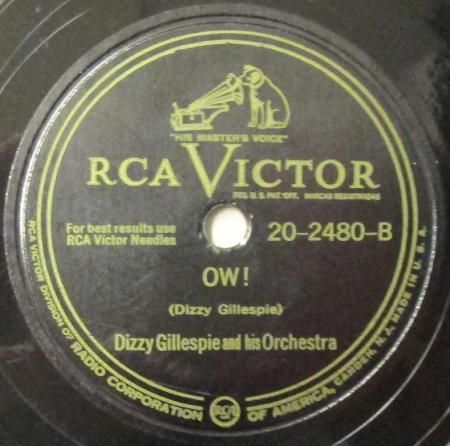 "HIS MASTER'S VOICE"
RCA VICTOR
REG. U.S. PAT. OFF. MARCAS REGISTRADAS
For best results use
RCA Victor Needles
20-2480-B
OW!
(Dizzy Gillespie)
Dizzy Gillespie and his Orchestra
RCA VICTOR DIVISION OF RADIO CORPORATION OF AMERICA, CAMDEN, N. J. MADE IN U. S. A.
RCA